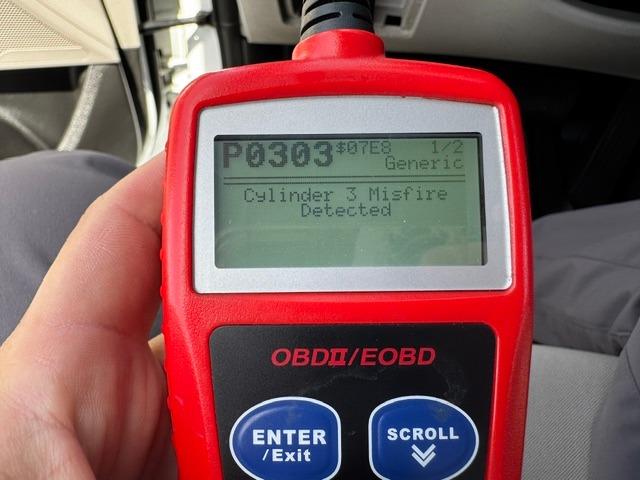 P0303 $07E8 1/2
Generic
Cylinder 3 Misfire
Detected
OBDII/EOBD
ENTER
/Exit
SCROLL